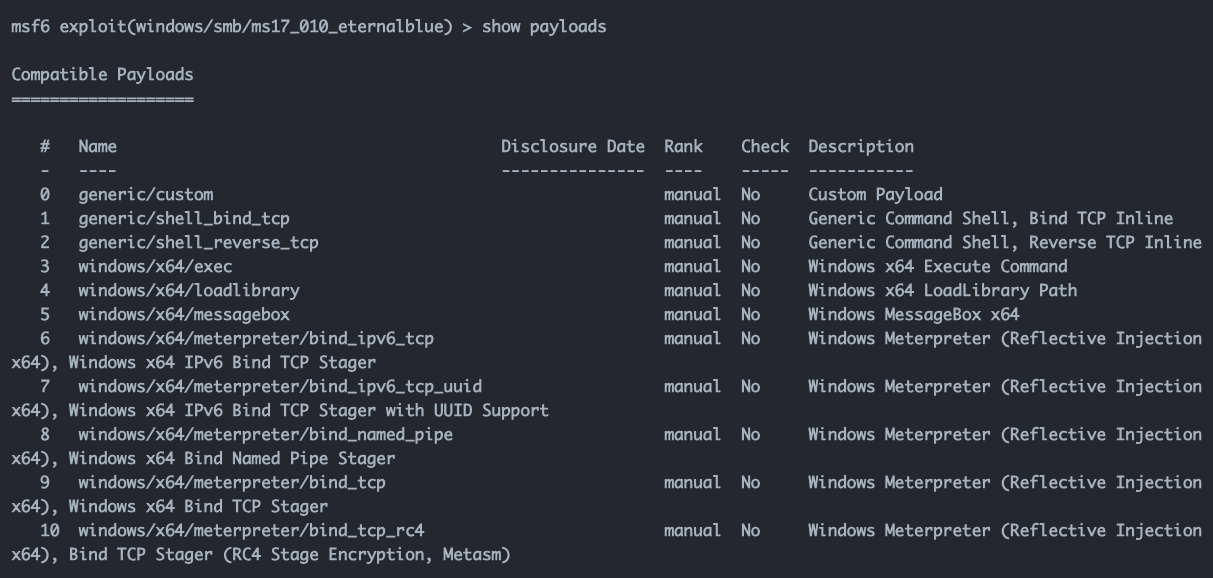 msf6 exploit(windows/smb/ms17_010_eternalblue) > show payloads
Compatible Payloads
===================
#   Name                                        Disclosure Date  Rank    Check  Description
-   ----                                        ---------------  ----    -----  -----------
0   generic/custom                                               manual  No     Custom Payload
1   generic/shell_bind_tcp                                       manual  No     Generic Command Shell, Bind TCP Inline
2   generic/shell_reverse_tcp                                    manual  No     Generic Command Shell, Reverse TCP Inline
3   windows/x64/exec                                             manual  No     Windows x64 Execute Command
4   windows/x64/loadlibrary                                      manual  No     Windows x64 LoadLibrary Path
5   windows/x64/messagebox                                       manual  No     Windows MessageBox x64
6   windows/x64/meterpreter/bind_ipv6_tcp                        manual  No     Windows Meterpreter (Reflective Injection
x64), Windows x64 IPv6 Bind TCP Stager
7   windows/x64/meterpreter/bind_ipv6_tcp_uuid                   manual  No     Windows Meterpreter (Reflective Injection
x64), Windows x64 IPv6 Bind TCP Stager with UUID Support
8   windows/x64/meterpreter/bind_named_pipe                      manual  No     Windows Meterpreter (Reflective Injection
x64), Windows x64 Bind Named Pipe Stager
9   windows/x64/meterpreter/bind_tcp                             manual  No     Windows Meterpreter (Reflective Injection
x64), Windows x64 Bind TCP Stager
10  windows/x64/meterpreter/bind_tcp_rc4                         manual  No     Windows Meterpreter (Reflective Injection
x64), Bind TCP Stager (RC4 Stage Encryption, Metasm)